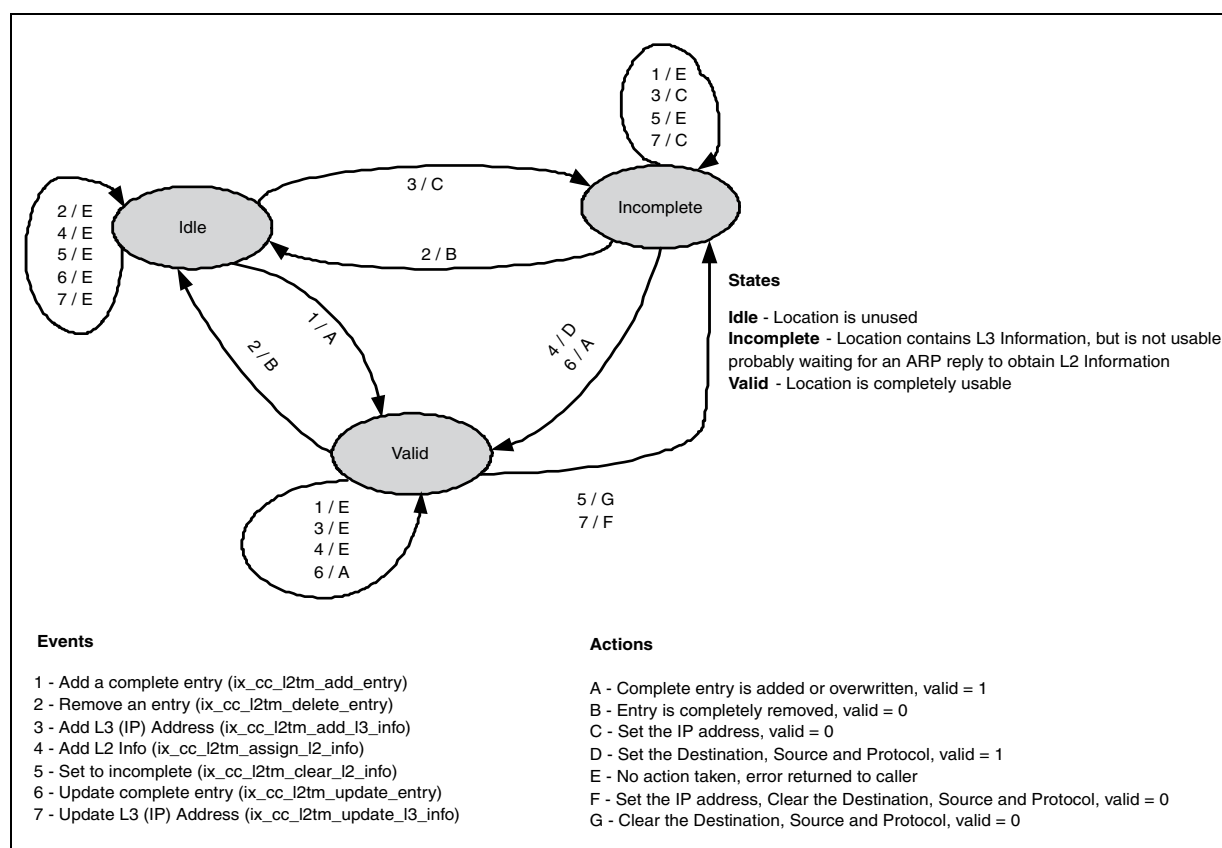 1 / E
3 / C
5 / E
7 / C
3 / C
Incomplete
2 / E
4 / E
5 / E
6 / E
7 / E
Idle
2 / B
1 / A
2 / B
4 / D
6 / A
States
Idle - Location is unused
Incomplete - Location contains L3 Information, but is not usable
probably waiting for an ARP reply to obtain L2 Information
Valid - Location is completely usable
Valid
1 / E
3 / E
4 / E
6 / A
5 / G
7 / F
Events
1 - Add a complete entry (ix_cc_l2tm_add_entry)
2 - Remove an entry (ix_cc_l2tm_delete_entry)
3 - Add L3 (IP) Address (ix_cc_l2tm_add_l3_info)
4 - Add L2 Info (ix_cc_l2tm_assign_l2_info)
5 - Set to incomplete (ix_cc_l2tm_clear_l2_info)
6 - Update complete entry (ix_cc_l2tm_update_entry)
7 - Update L3 (IP) Address (ix_cc_l2tm_update_l3_info)
Actions
A - Complete entry is added or overwritten, valid = 1
B - Entry is completely removed, valid = 0
C - Set the IP address, valid = 0
D - Set the Destination, Source and Protocol, valid = 1
E - No action taken, error returned to caller
F - Set the IP address, Clear the Destination, Source and Protocol, valid = 0
G - Clear the Destination, Source and Protocol, valid = 0